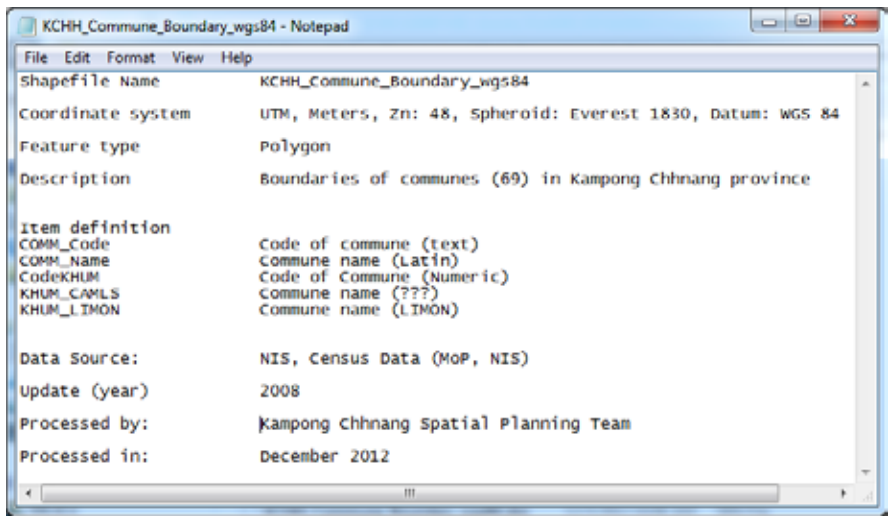 KCHH_Commune_Boundary_wgs84 - Notepad
File Edit Format View Help
Shapefile Name KCHH_Commune_Boundary_wgs84
Coordinate system UTM, Meters, Zn: 48, Spheroid: Everest 1830, Datum: WGS 84
Feature type Polygon
Description Boundaries of communes (69) in Kampong Chhnang province
Item definition
COMM_Code Code of commune (text)
COMM_Name Commune name (Latin)
CodeKHUM Code of Commune (Numeric)
KHUM_CAMLS Commune name (???)
KHUM_LIMON Commune name (LIMON)
Data Source: NIS, Census Data (MoP, NIS)
Update (year) 2008
Processed by: Kampong Chhnang Spatial Planning Team
Processed in: December 2012